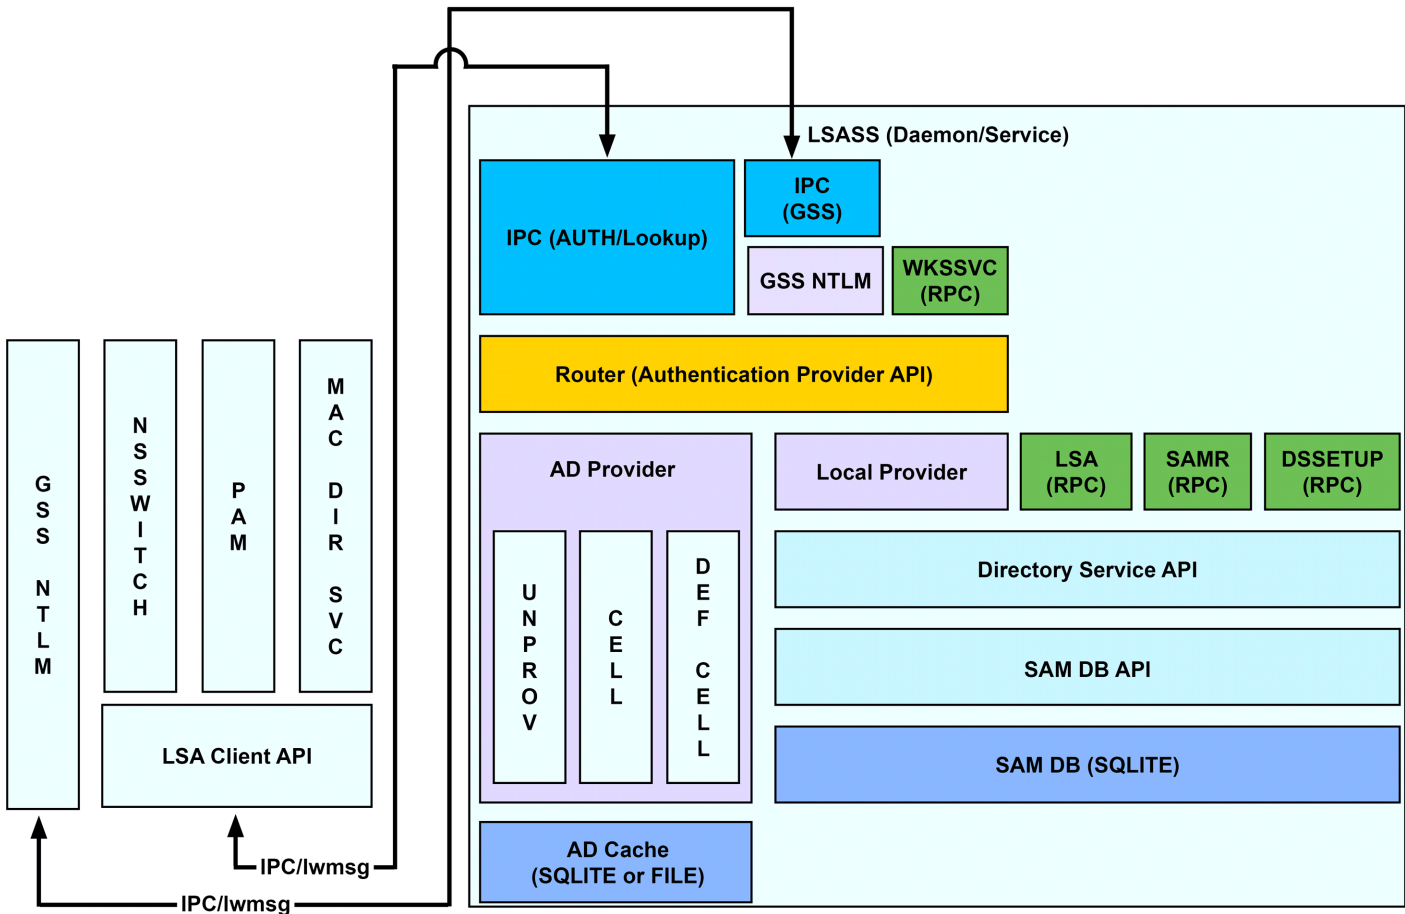 LSASS (Daemon/Service)
IPC (AUTH/Lookup)
IPC
(GSS)
GSS NTLM
WKSSVC
(RPC)
Router (Authentication Provider API)
GSS NTLM
NSSWITCH
PAM
MAC DIR SVC
LSA Client API
AD Provider
UNPROV
CELL
DEF CELL
Local Provider
LSA
(RPC)
SAMR
(RPC)
DSSETUP
(RPC)
Directory Service API
SAM DB API
SAM DB (SQLITE)
AD Cache
(SQLITE or FILE)
IPC/lwmsg
IPC/lwmsg